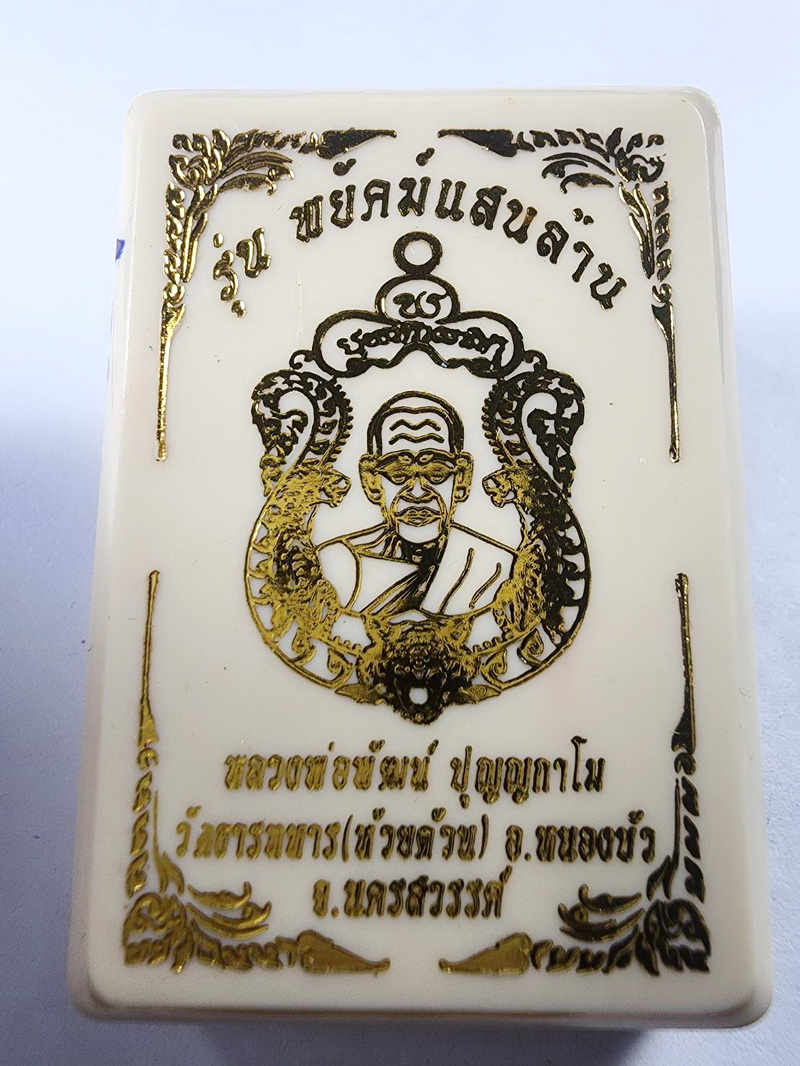 รุ่น พยัคฆ์แสนล้าน
หลวงพ่อพัฒน์ ปุญญกาโม
วัดธารทหาร(ห้วยด้วน) อ.หนองบัว
จ.นครสวรรค์